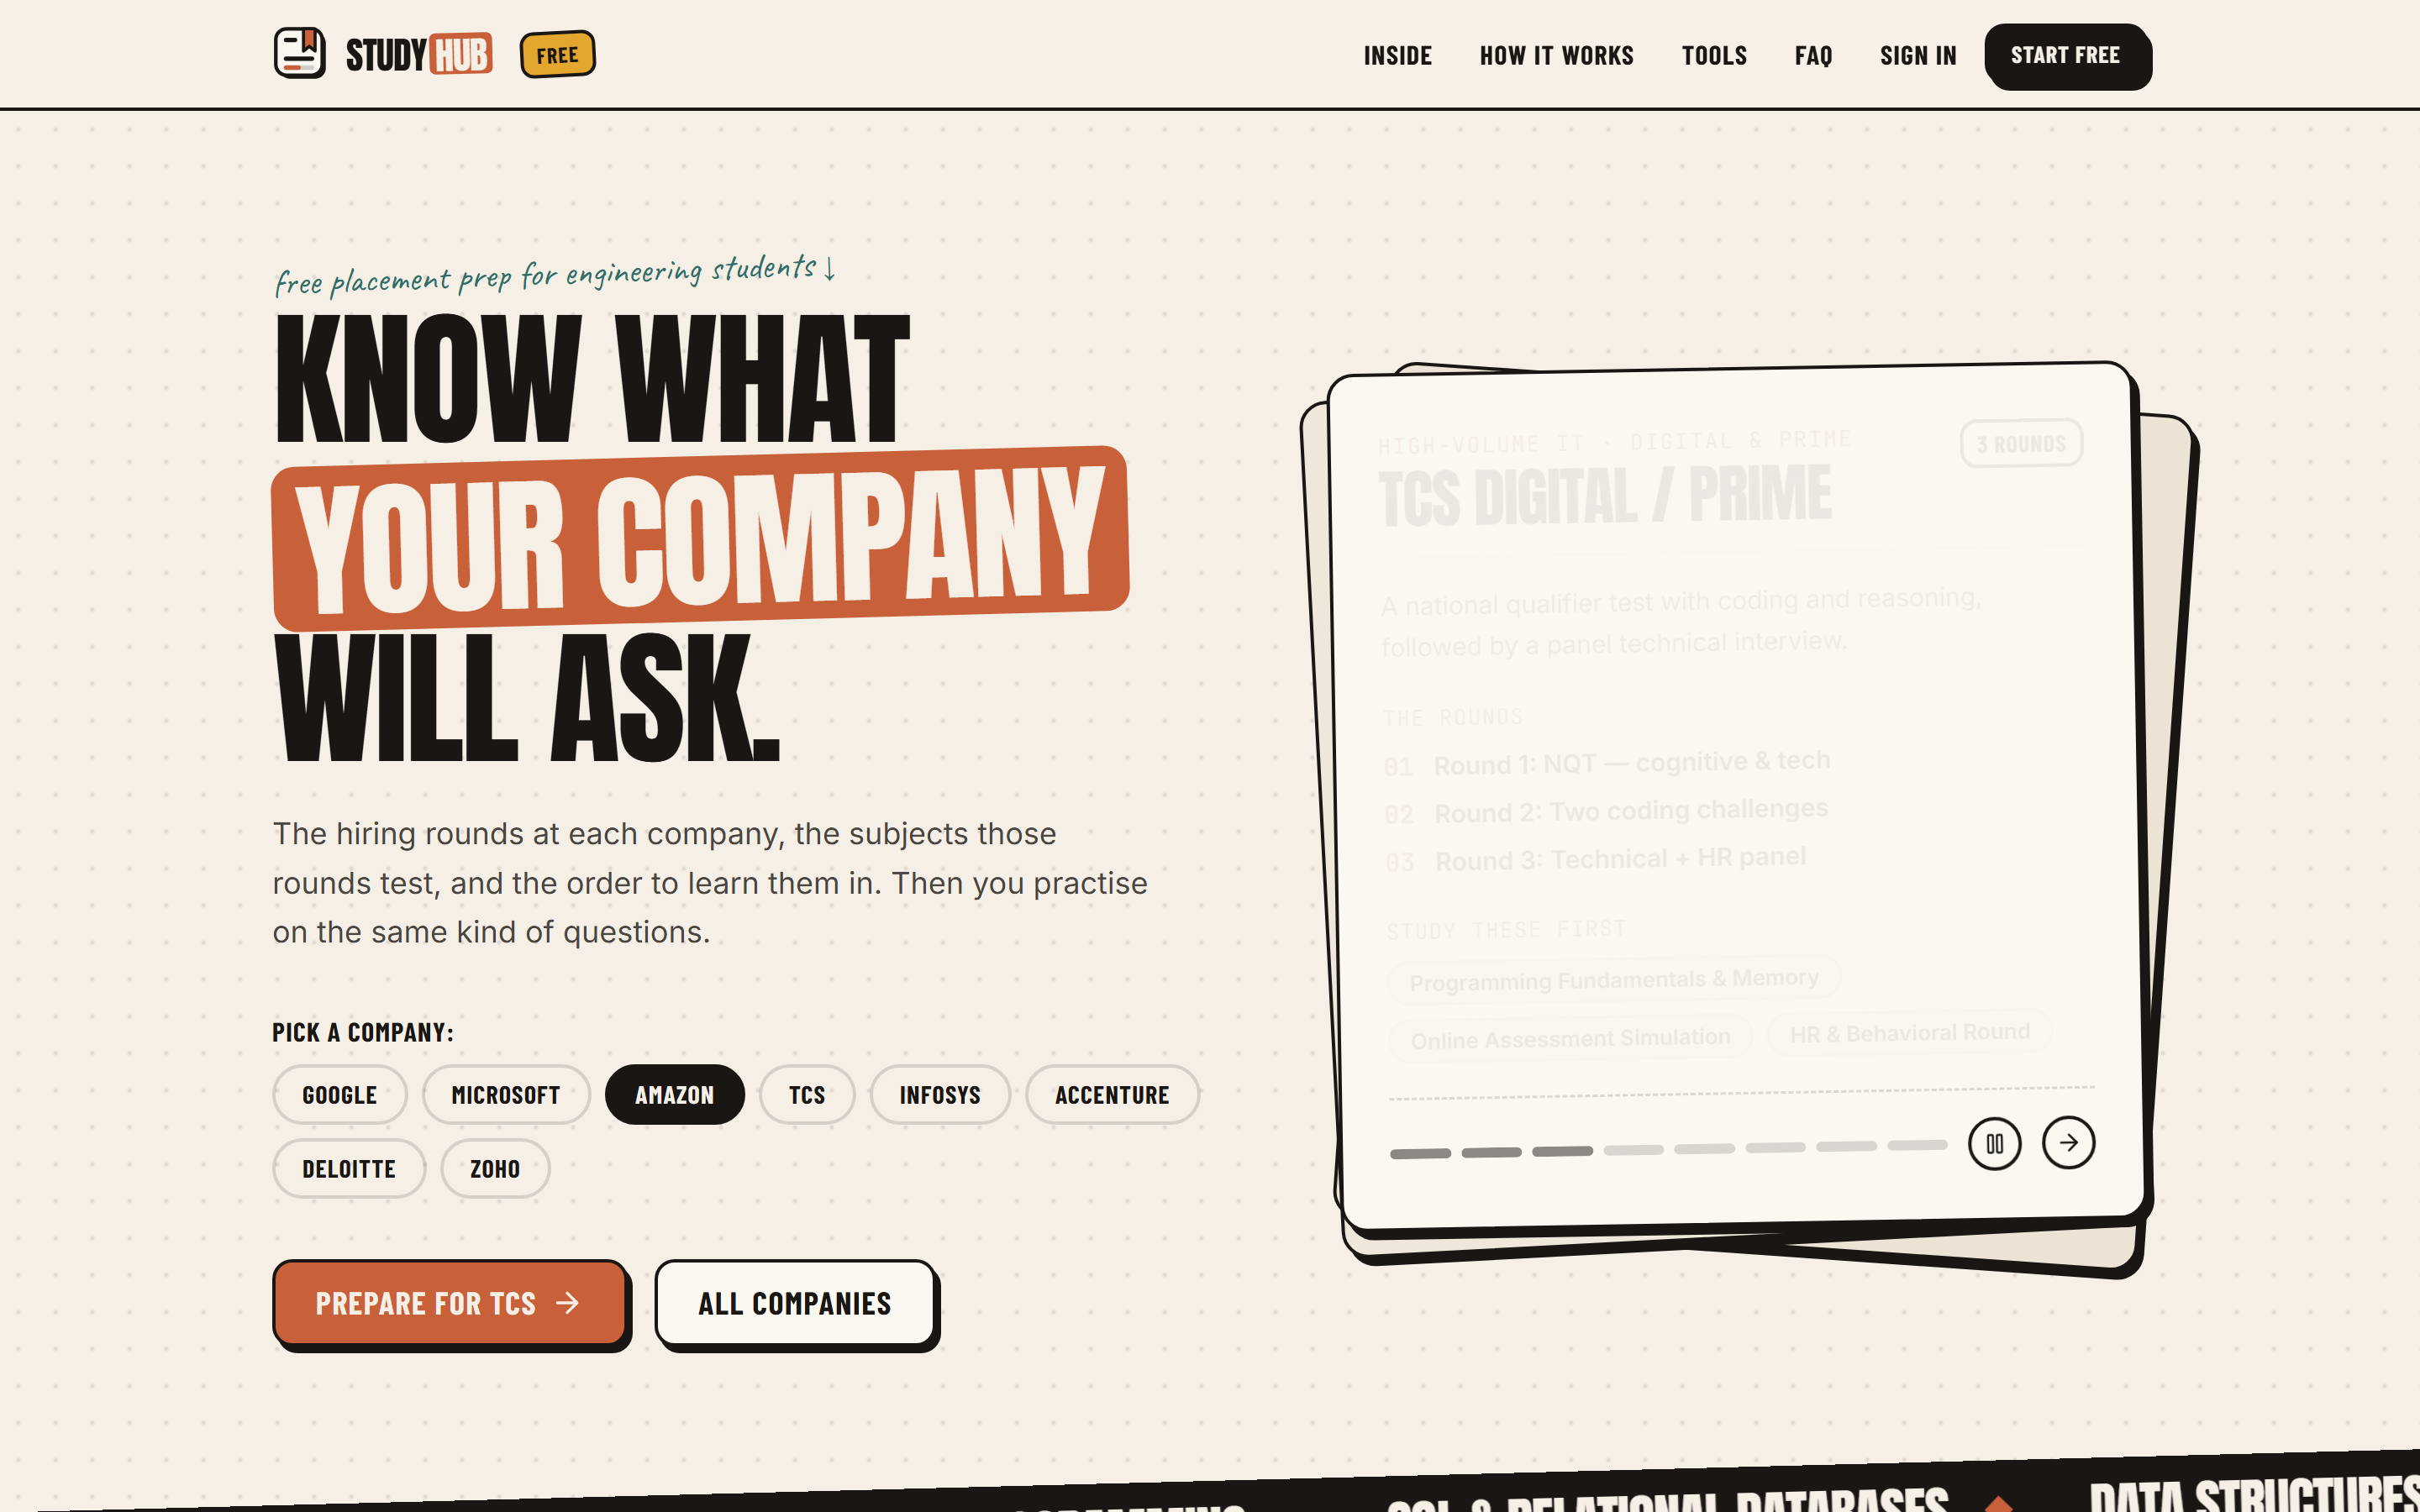 STUDY HUB FREE
INSIDE HOW IT WORKS TOOLS FAQ SIGN IN START FREE
free placement prep for engineering students ↓
KNOW WHAT
YOUR COMPANY
WILL ASK.
The hiring rounds at each company, the subjects those
rounds test, and the order to learn them in. Then you practise
on the same kind of questions.
PICK A COMPANY:
GOOGLE MICROSOFT AMAZON TCS INFOSYS ACCENTURE
DELOITTE ZOHO
PREPARE FOR TCS → ALL COMPANIES
HIGH-VOLUME IT · DIGITAL & PRIME
3 ROUNDS
TCS DIGITAL / PRIME
A national qualifier test with coding and reasoning,
followed by a panel technical interview.
THE ROUNDS
01 Round 1: NQT — cognitive & tech
02 Round 2: Two coding challenges
03 Round 3: Technical + HR panel
STUDY THESE FIRST
Programming Fundamentals & Memory
Online Assessment Simulation HR & Behavioral Round
SQL & RELATIONAL DATABASES ◆ DATA STRUCTURES